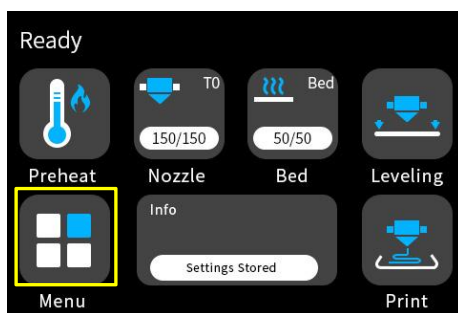 Ready
T0
Bed
150/150
50/50
Preheat
Nozzle
Bed
Leveling
Info
Settings Stored
Menu
Print